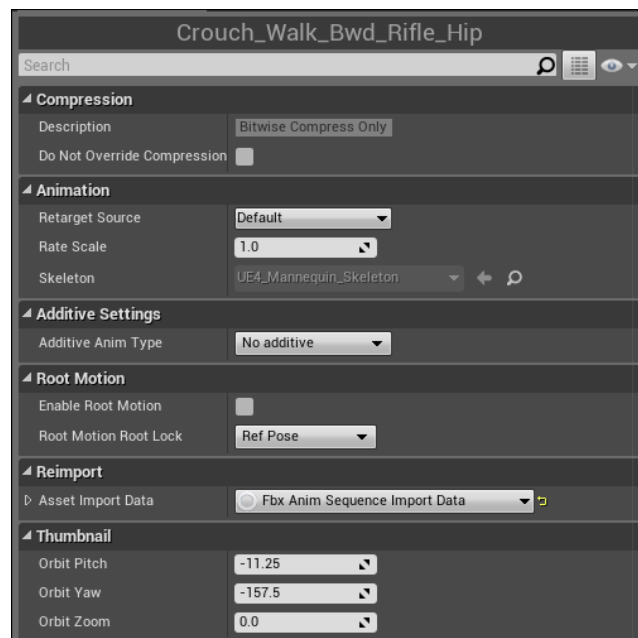 Crouch_Walk_Bwd_Rifle_Hip
Search
Compression
Description Bitwise Compress Only
Do Not Override Compression
Animation
Retarget Source Default
Rate Scale 1.0
Skeleton UE4_Mannequin_Skeleton
Additive Settings
Additive Anim Type No additive
Root Motion
Enable Root Motion
Root Motion Root Lock Ref Pose
Reimport
Asset Import Data Fbx Anim Sequence Import Data
Thumbnail
Orbit Pitch -11.25
Orbit Yaw -157.5
Orbit Zoom 0.0